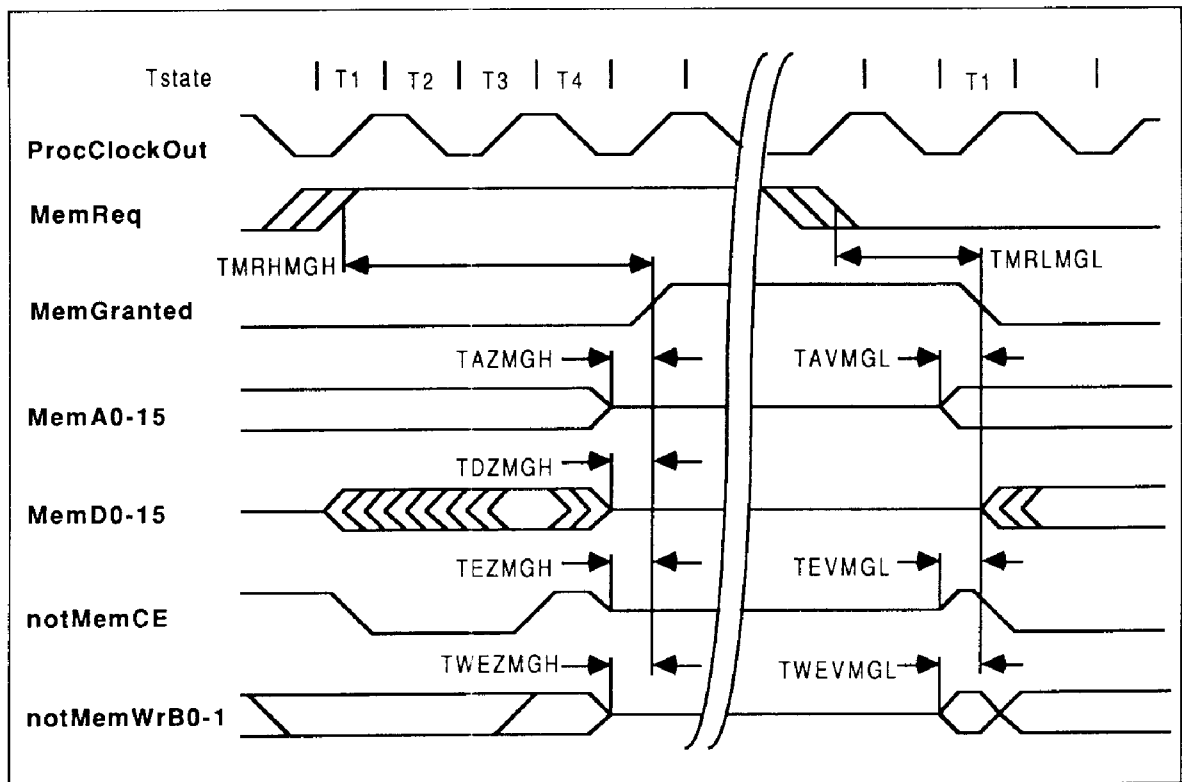 Tstate T1 T2 T3 T4 T1
ProcClockOut
MemReq
TMRHMGH TMRLMGL
MemGranted
TAZMGH TAVMGL
MemA0-15
TDZMGH
MemD0-15
TEZMGH TEVMGL
notMemCE
TWEZMGH TWEVMGL
notMemWrB0-1